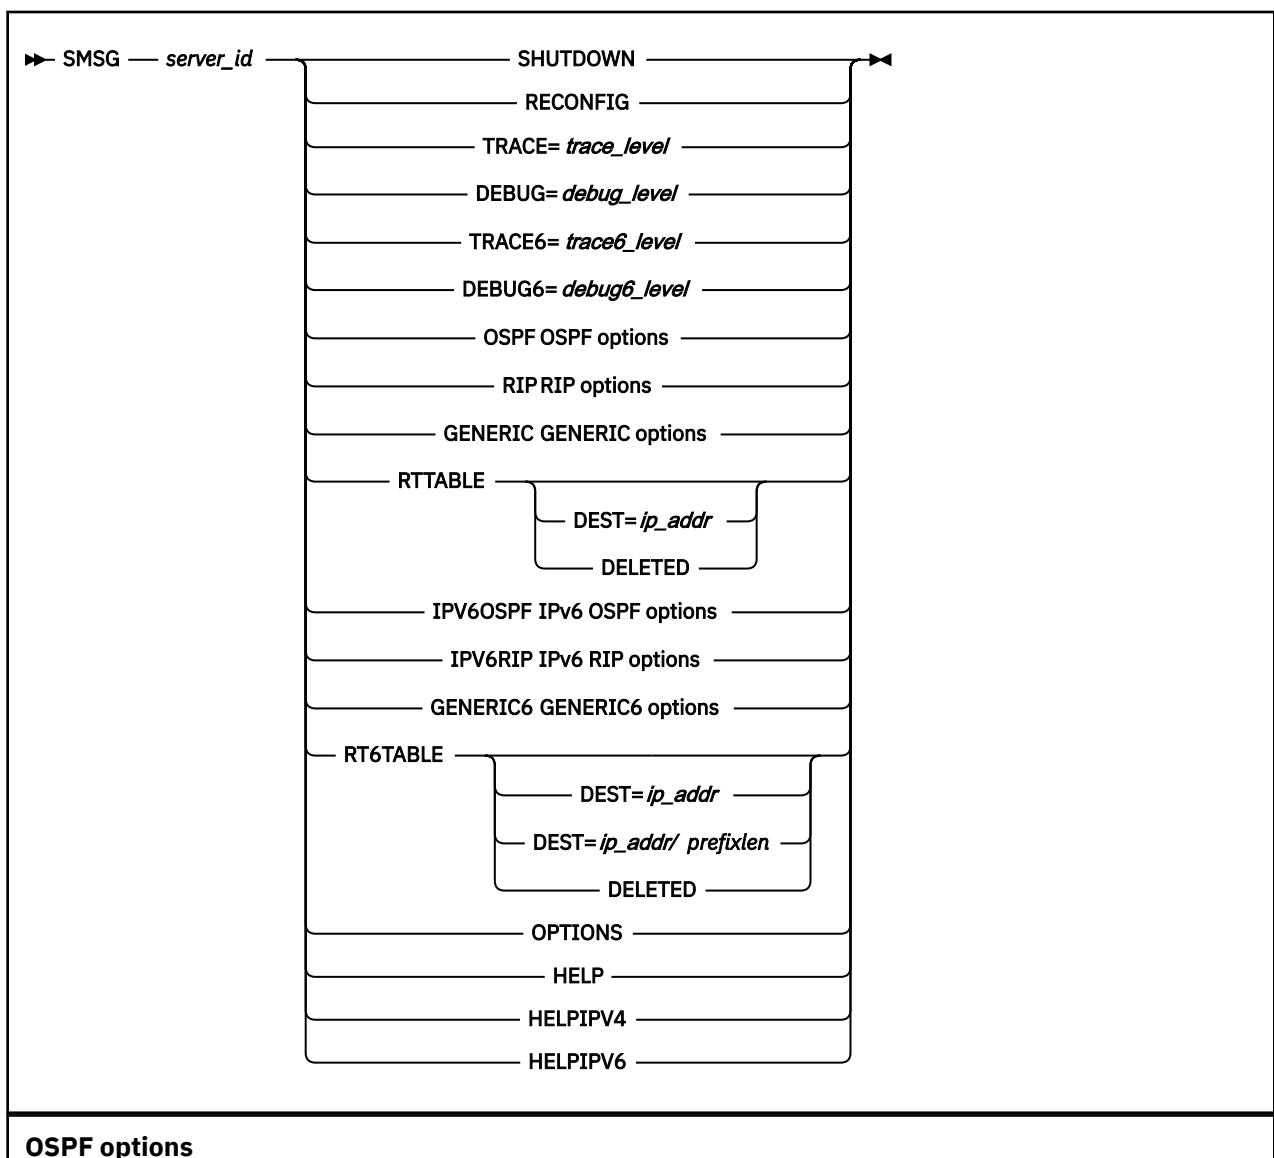 SMSG server_id SHUTDOWN
RECONFIG
TRACE= trace_level
DEBUG= debug_level
TRACE6= trace6_level
DEBUG6= debug6_level
OSPF OSPF options
RIP RIP options
GENERIC GENERIC options
RTTABLE
DEST= ip_addr
DELETED
IPV6OSPF IPv6 OSPF options
IPV6RIP IPv6 RIP options
GENERIC6 GENERIC6 options
RT6TABLE
DEST= ip_addr
DEST= ip_addr/ prefixlen
DELETED
OPTIONS
HELP
HELPIPV4
HELPIPV6
OSPF options